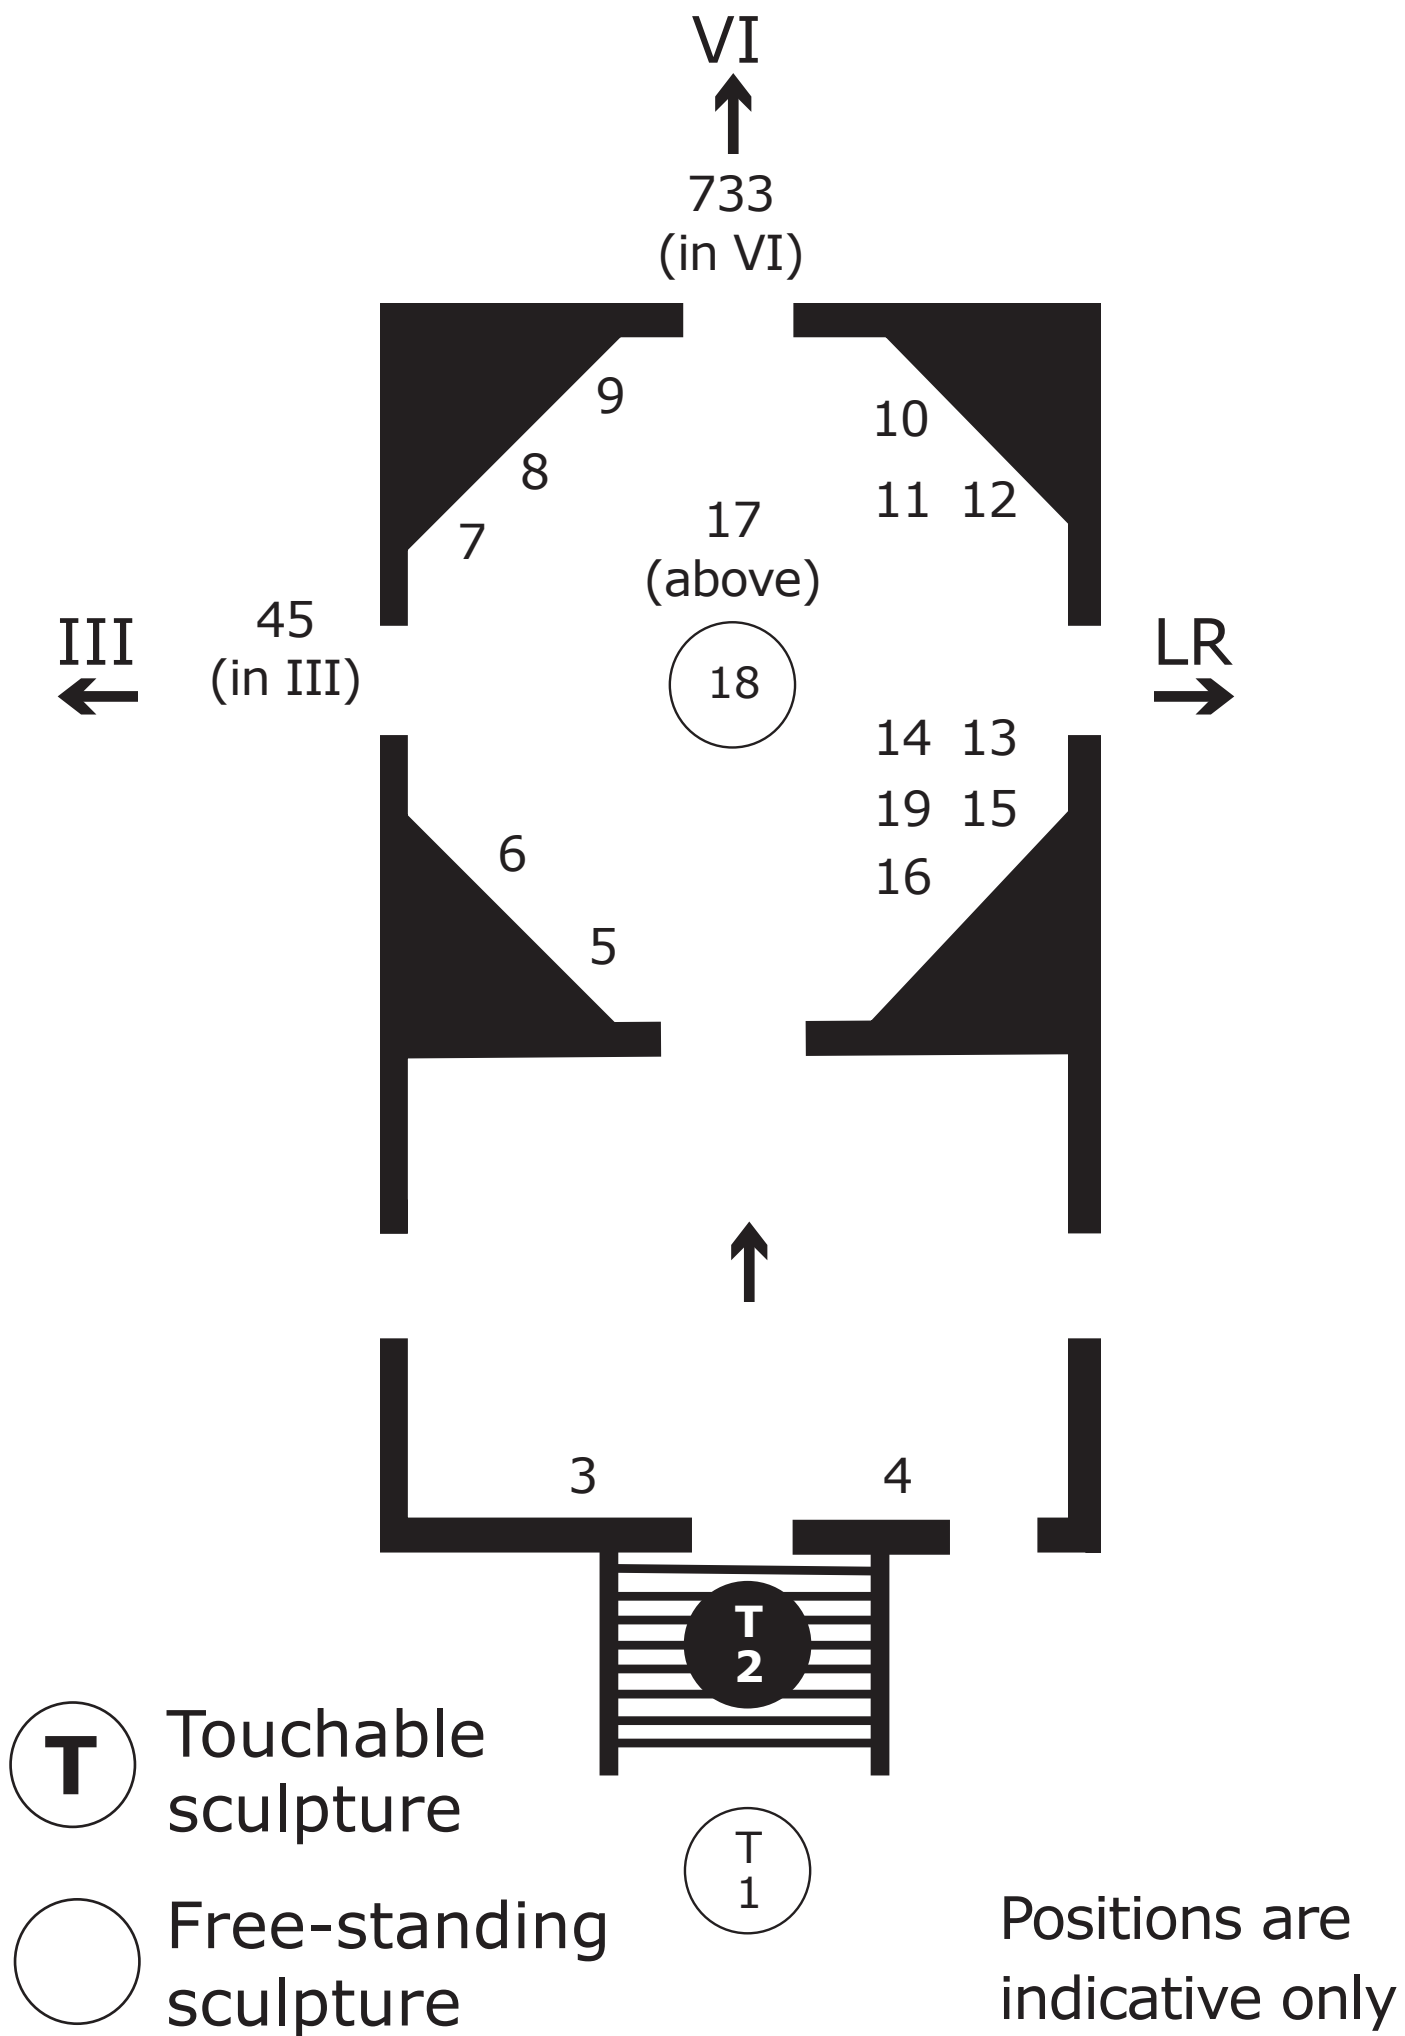 VI
733
(in VI)
9
10
8
11 12
17
7
(above)
45
III
LR
(in III)
18
14 13
19 15
6
16
5
3
4
T
2
T
Touchable
sculpture
T
1
Free-standing
sculpture
Positions are
indicative only